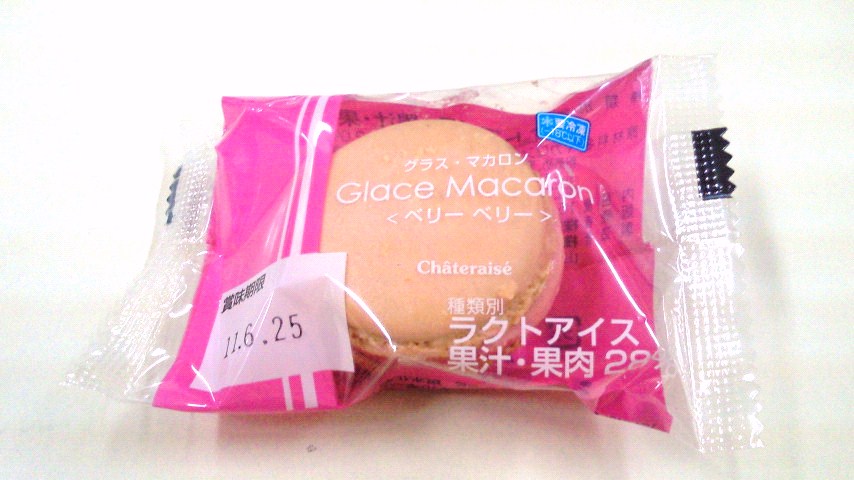 グラス・マカロン
Glace Macaron
<ベリー ベリー>
Châteraisé
種類別
ラクトアイス
果汁・果肉 28%
賞味期限
11.6.25